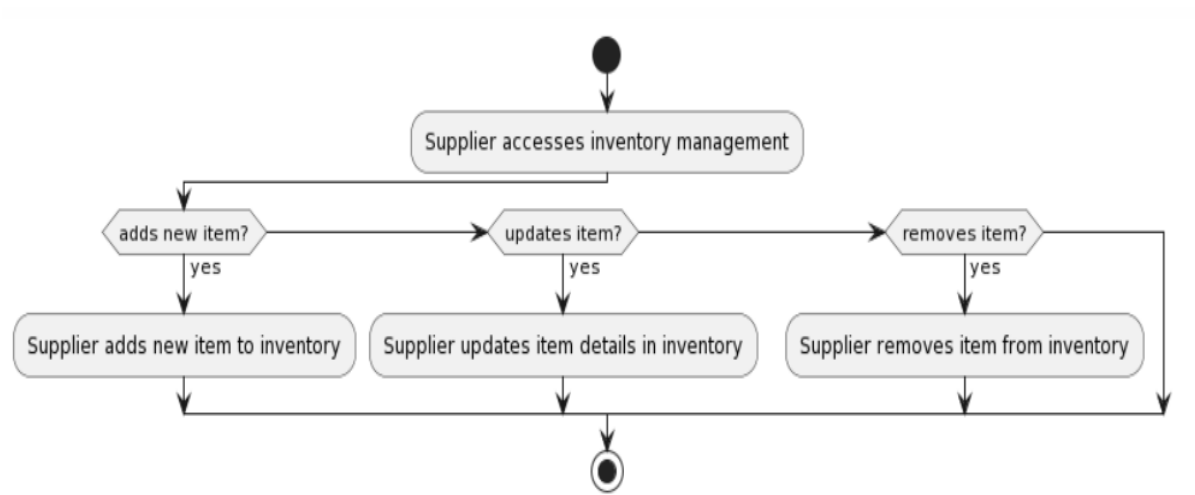 Supplier accesses inventory management
adds new item?
updates item?
removes item?
yes
yes
yes
Supplier adds new item to inventory
Supplier updates item details in inventory
Supplier removes item from inventory